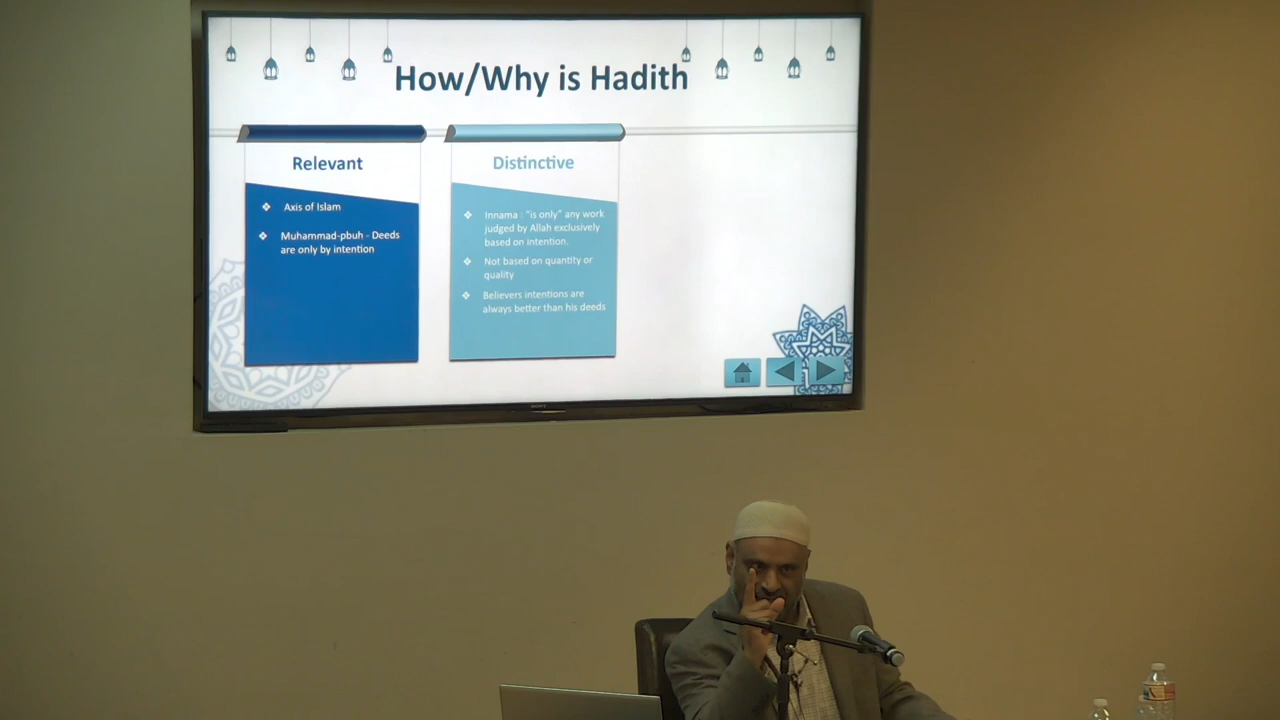 How/Why is Hadith
Relevant
❖ Axis of Islam
❖ Muhammad-pbuh - Deeds
are only by intention
Distinctive
❖ Innama : "is only" any work
judged by Allah exclusively
based on intention.
❖ Not based on quantity or
quality
❖ Believers intentions are
always better than his deeds
SONY